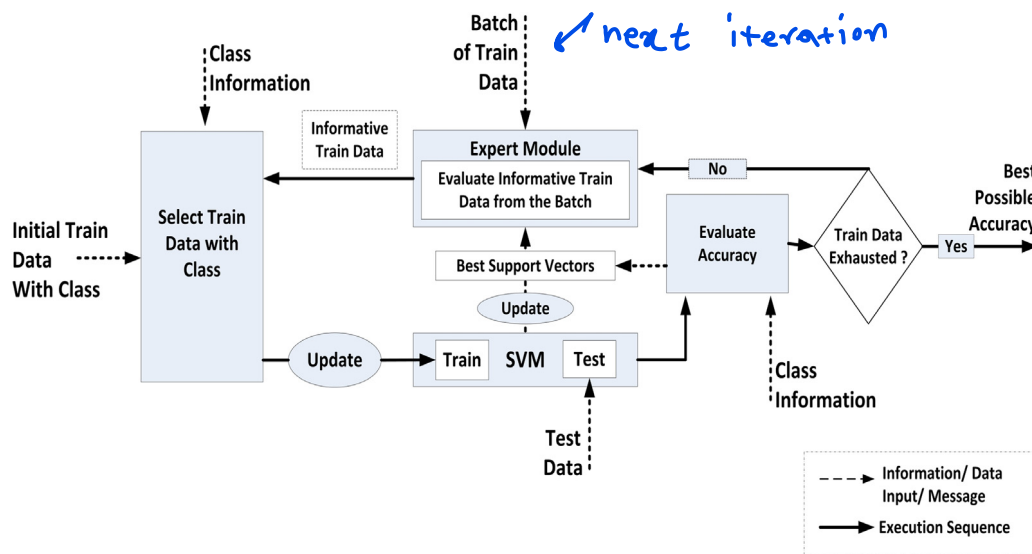 Batch
of Train
Data
next iteration
Class
Information
Informative
Train Data
Expert Module
Evaluate Informative Train
Data from the Batch
No
Best
Possible
Accuracy
Select Train
Data with
Class
Initial Train
Data
With Class
Evaluate
Accuracy
Train Data
Exhausted ?
Yes
Best Support Vectors
Update
Update
Train
SVM
Test
Class
Information
Test
Data
Information/ Data
Input/ Message
Execution Sequence